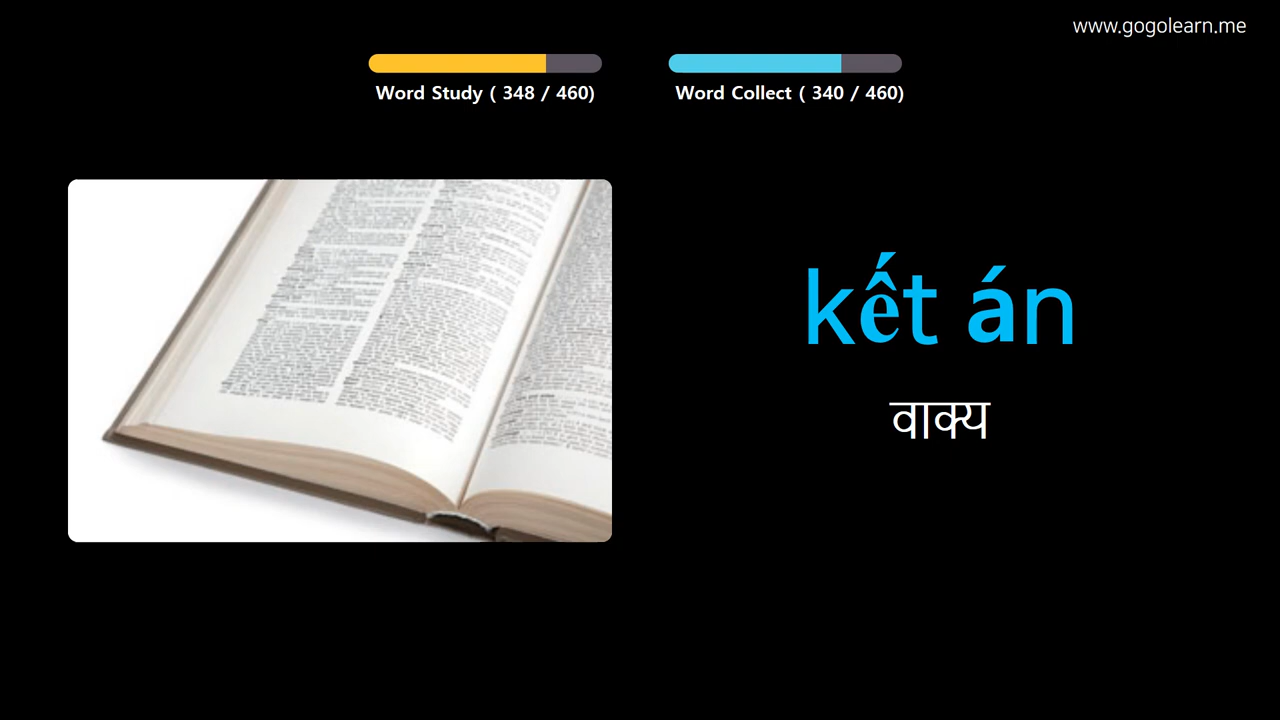 www.gogolearn.me
Word Study ( 348 / 460)
Word Collect ( 340 / 460)
kết án
वाक्य